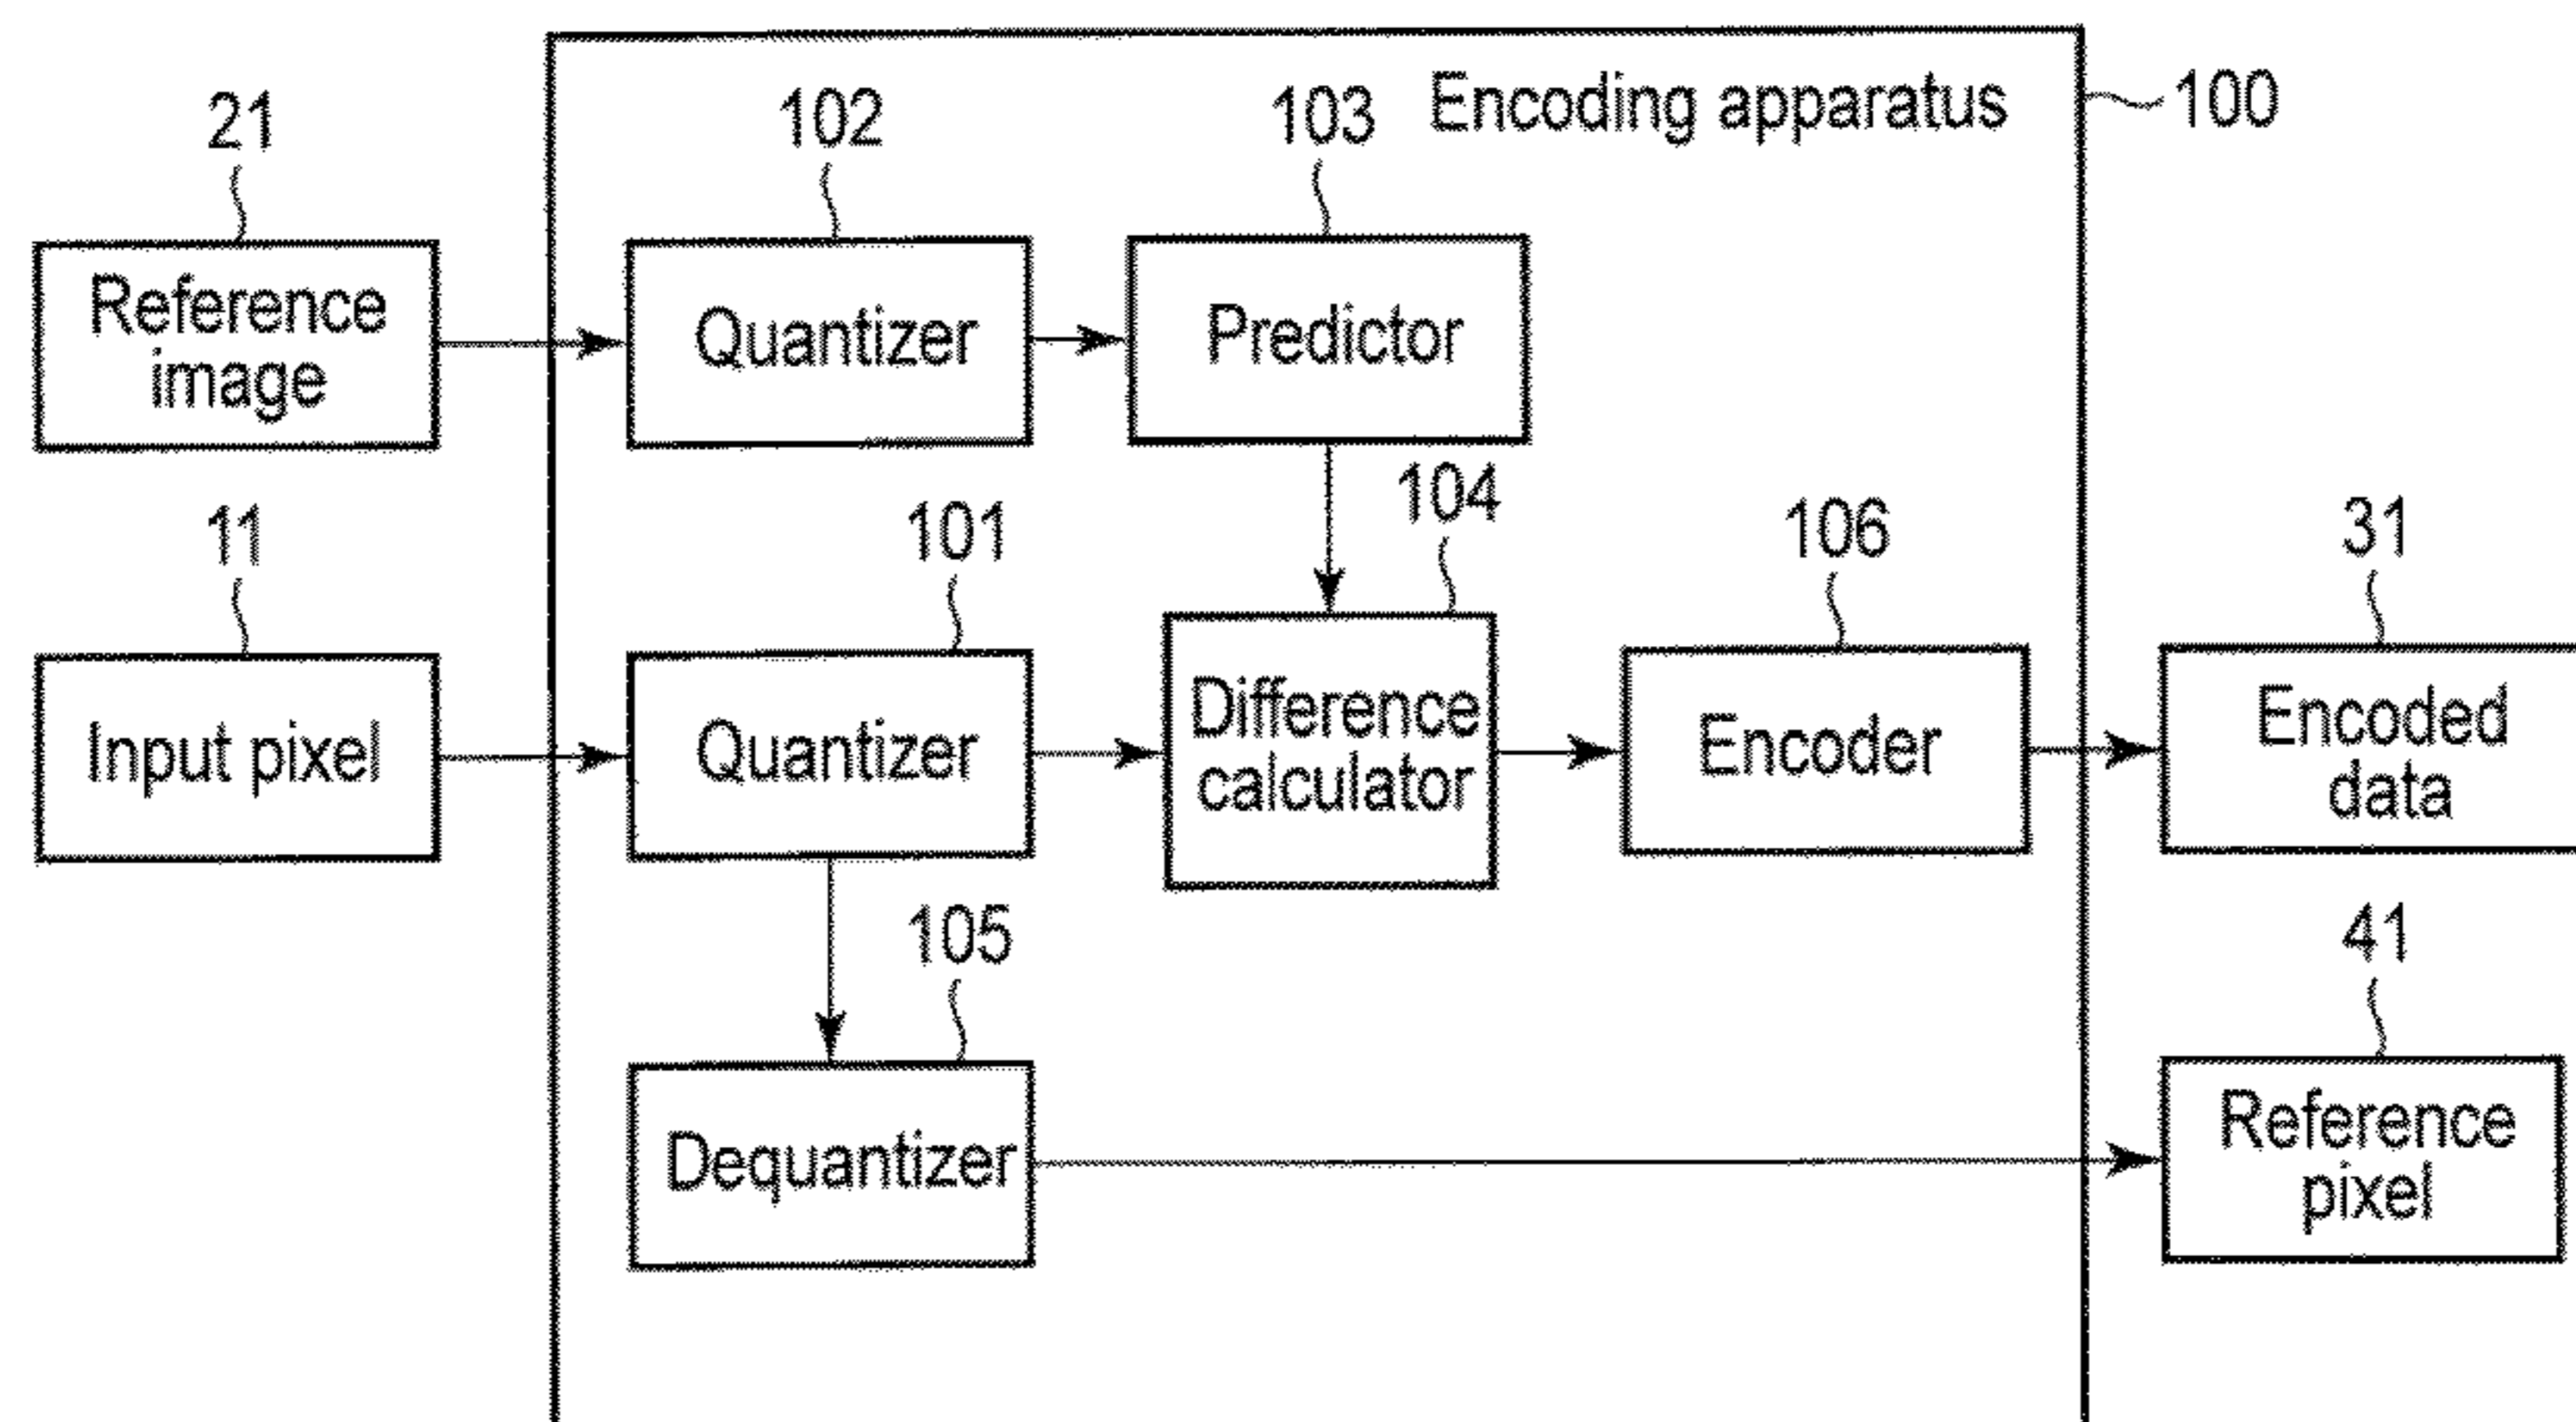 Encoding apparatus
100
21
102
103
Reference
image
Quantizer
Predictor
11
101
104
106
31
Input pixel
Quantizer
Difference
calculator
Encoder
Encoded
data
105
41
Dequantizer
Reference
pixel